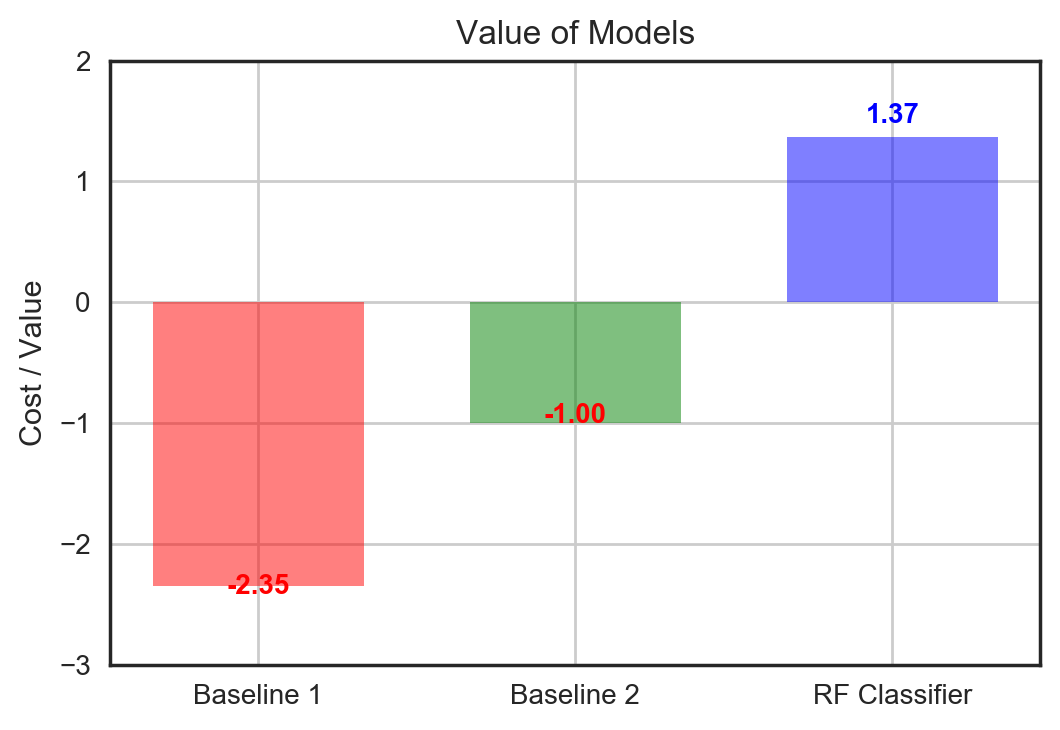 Value of Models
2
1
0
−1
−2
−3
Cost / Value
-2.35
-1.00
1.37
Baseline 1
Baseline 2
RF Classifier